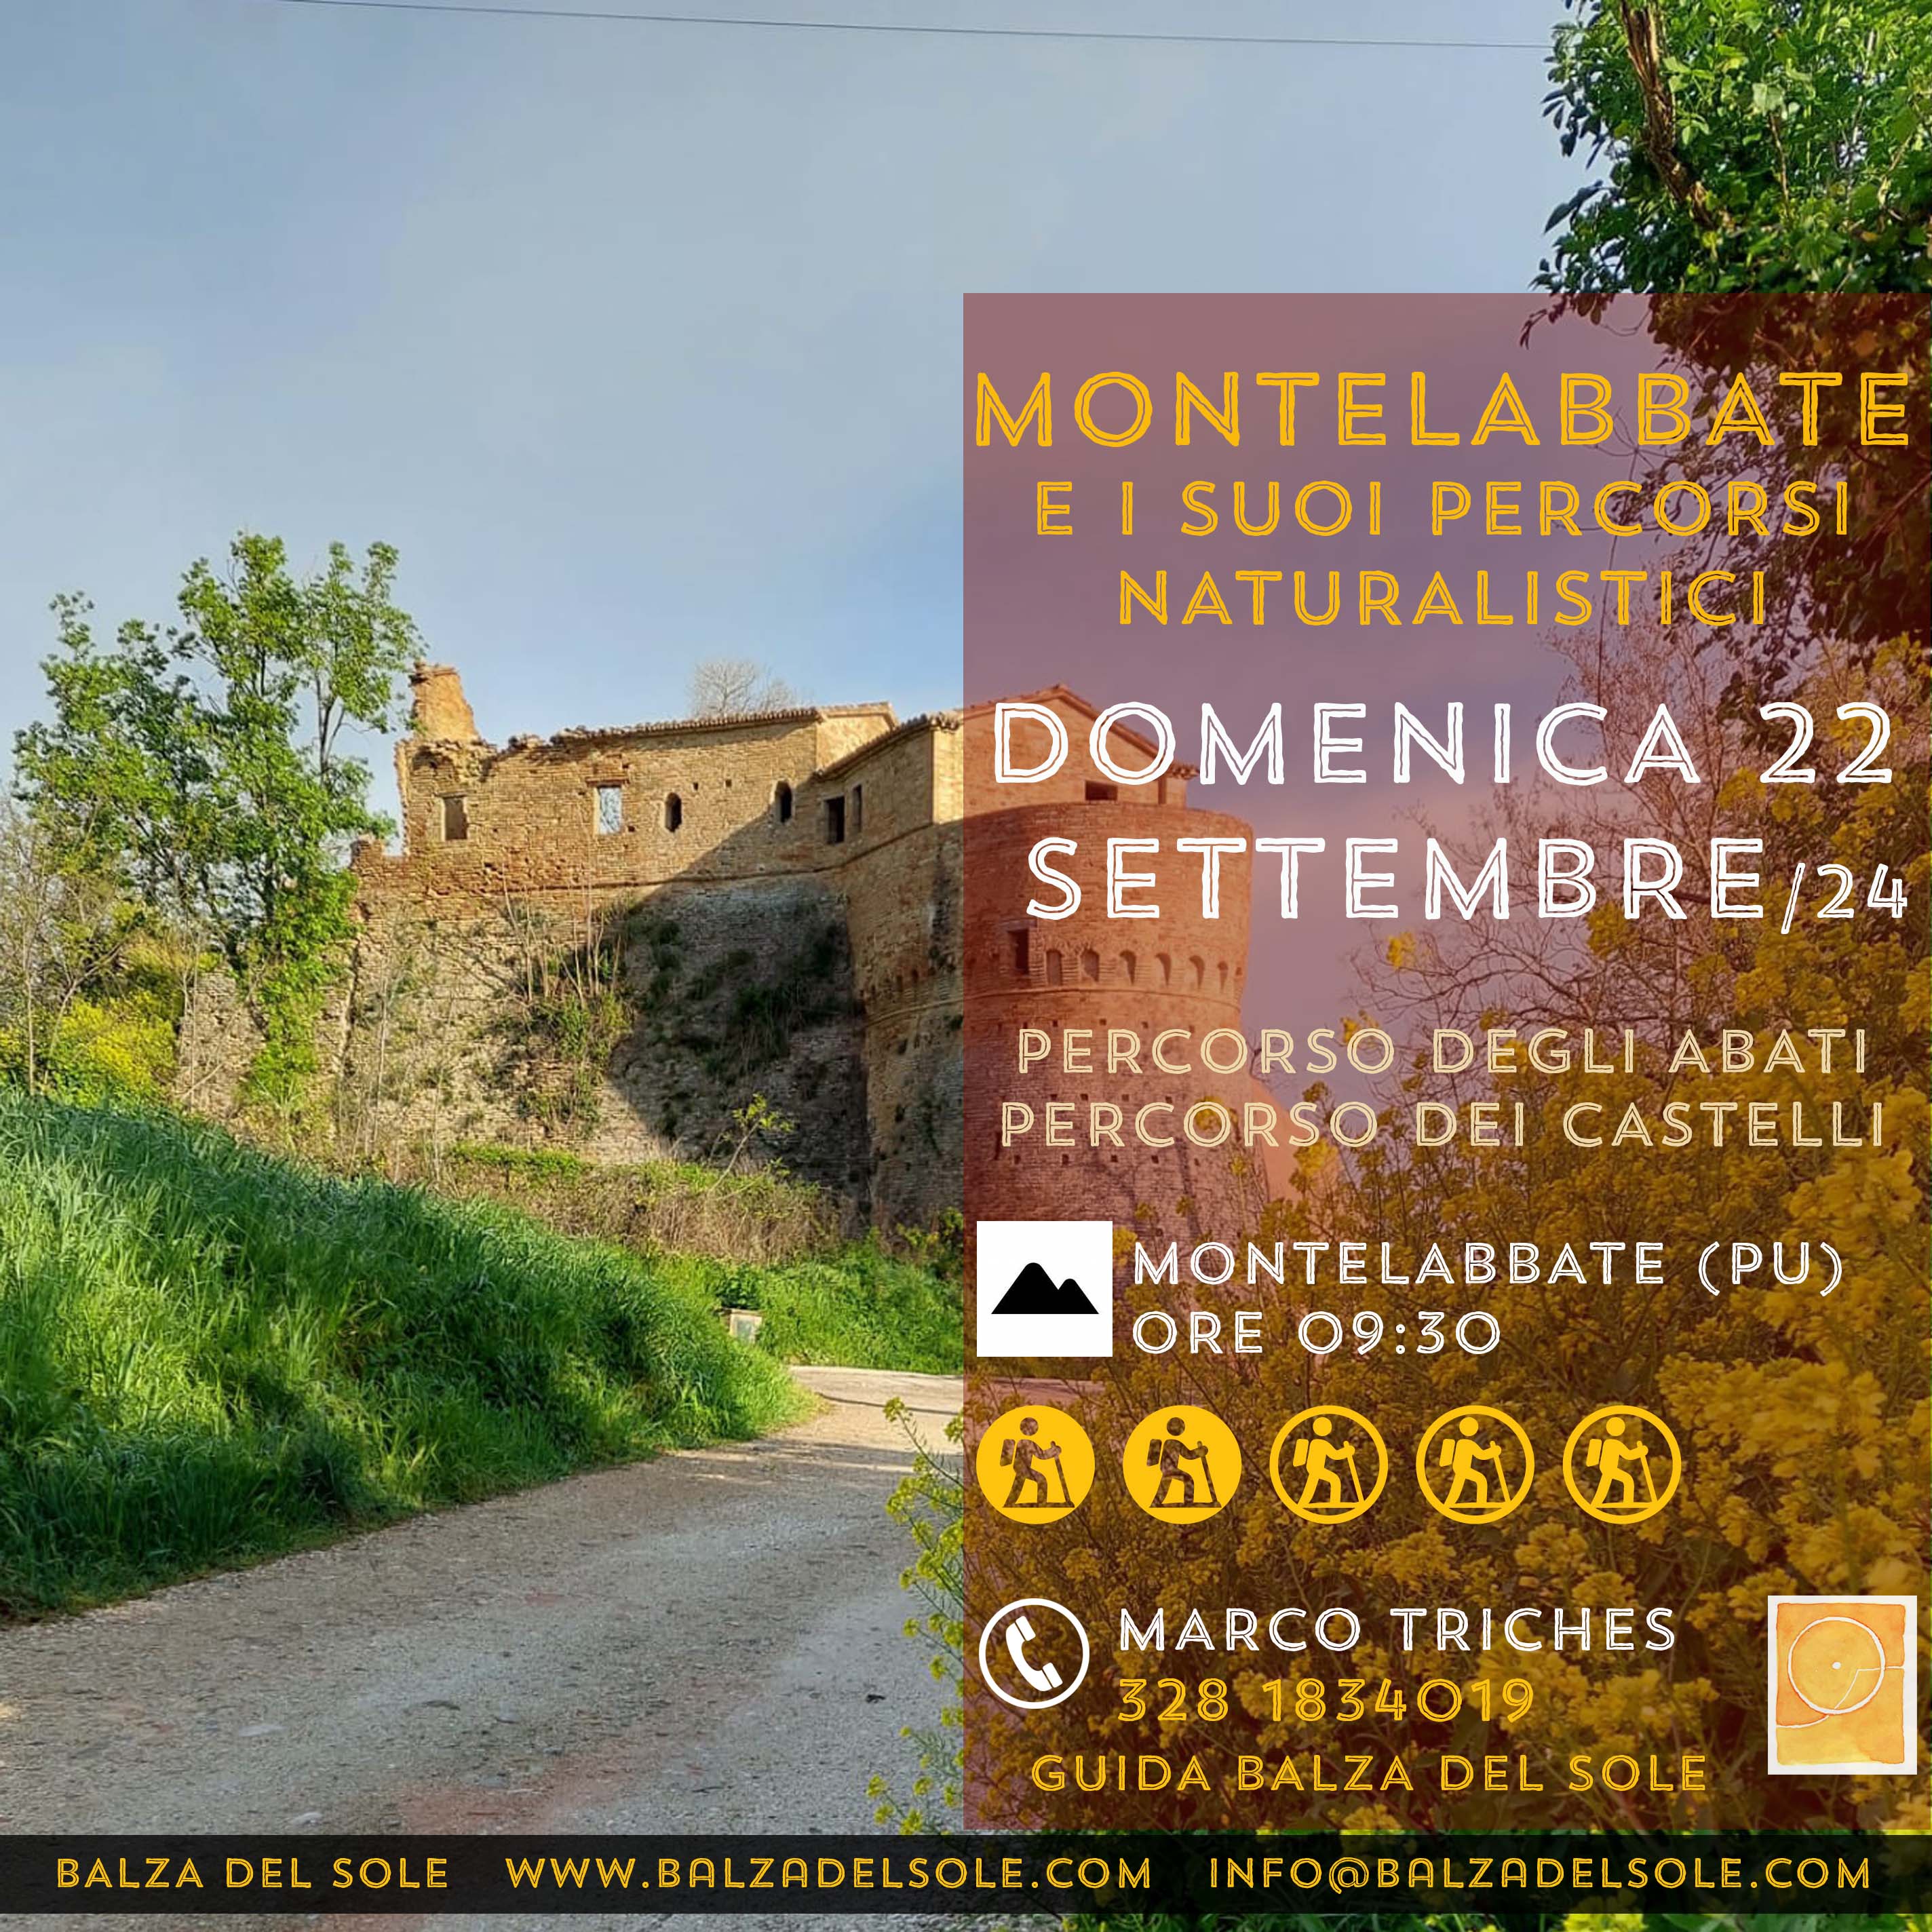 MONTELABBATE
E I SUOI PERCORSI
NATURALISTICI
DOMENICA 22
SETTEMBRE/24
PERCORSO DEGLI ABATI
PERCORSO DEI CASTELLI
MONTELABBATE (PU)
ORE 09:30
MARCO TRICHES
328 1834019
GUIDA BALZA DEL SOLE
BALZA DEL SOLE WWW.BALZADELSOLE.COM INFO@BALZADELSOLE.COM